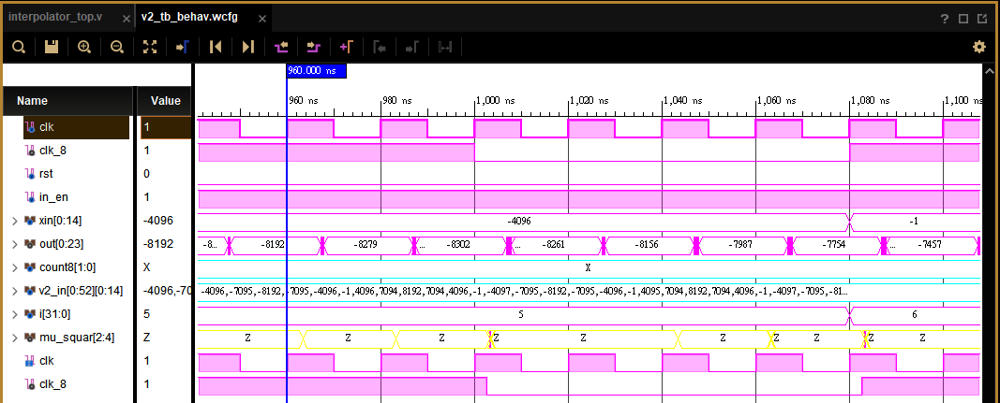 interpolator_top.v × v2_tb_behav.wcfg ×
?
960.000 ns
Name Value
960 ns 980 ns 1,000 ns 1,020 ns 1,040 ns 1,060 ns 1,080 ns 1,100 ns
clk 1
clk_8 1
rst 0
in_en 1
xin[0:14] -4096 -4096 -1
out[0:23] -8192 -8... -8192 -8279 ... -8302 ... -8261 -8156 -7987 -7754 ... -7457
count8[1:0] X X
v2_in[0:52][0:14] -4096,-70 -4096,-7095,-8192,-7095,-4096,-1,4096,7094,8192,7094,4096,-1,-4097,-7095,-8192,-7095,-4096,-1,4095,7094,8192,7094,4096,-1,-4097,-7095,-81...
i[31:0] 5 5 6
mu_squar[2:4] Z Z Z Z Z Z Z Z Z Z Z
clk 1
clk_8 1